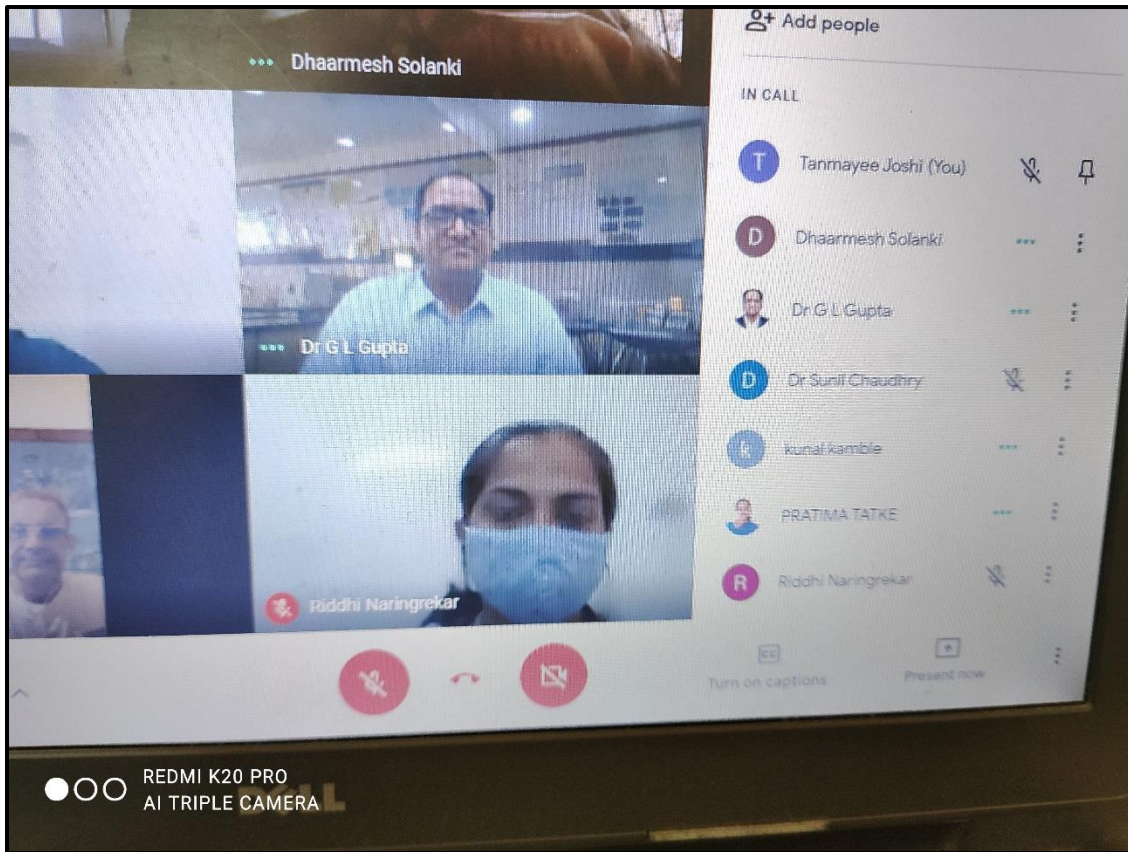 Dhaarmesh Solanki
Dr G L Gupta
Riddhi Naringrekar
Add people
IN CALL
T Tanmayee Joshi (You)
D Dhaarmesh Solanki
Dr G L Gupta
D Dr Sunil Chaudhry
k kunal kamble
PRATIMA TATKE
R Riddhi Naringrekar
CC
Turn on captions
Present now
REDMI K20 PRO
AI TRIPLE CAMERA
DELL